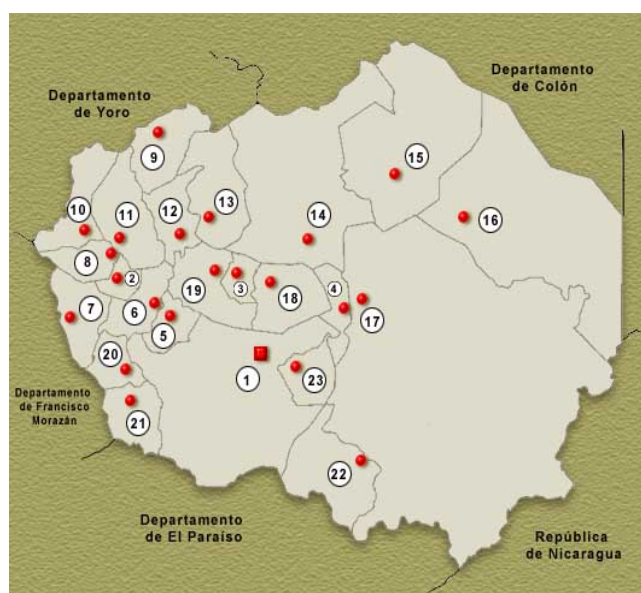 Departamento
de Colón
Departamento
de Yoro
9
15
10
11
12
13
14
16
8
2
19
3
18
4
7
6
5
17
20
1
23
Departamento
de Francisco
Morazán
21
22
Departamento
de El Paraíso
República
de Nicaragua